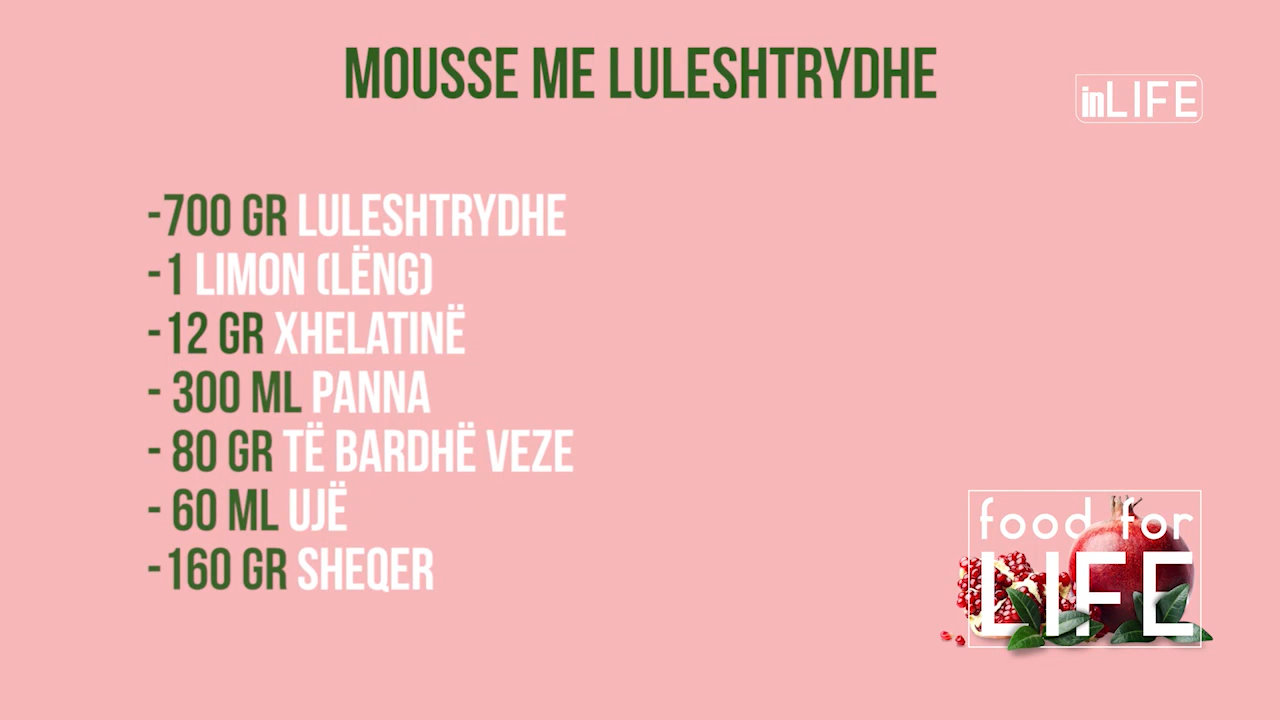 MOUSSE ME LULESHTRYDHE
inLIFE
-700 GR LULESHTRYDHE
-1 LIMON (LËNG)
-12 GR XHELATINË
- 300 ML PANNA
- 80 GR TË BARDHË VEZE
- 60 ML UJË
-160 GR SHEQER
food for
LIFE